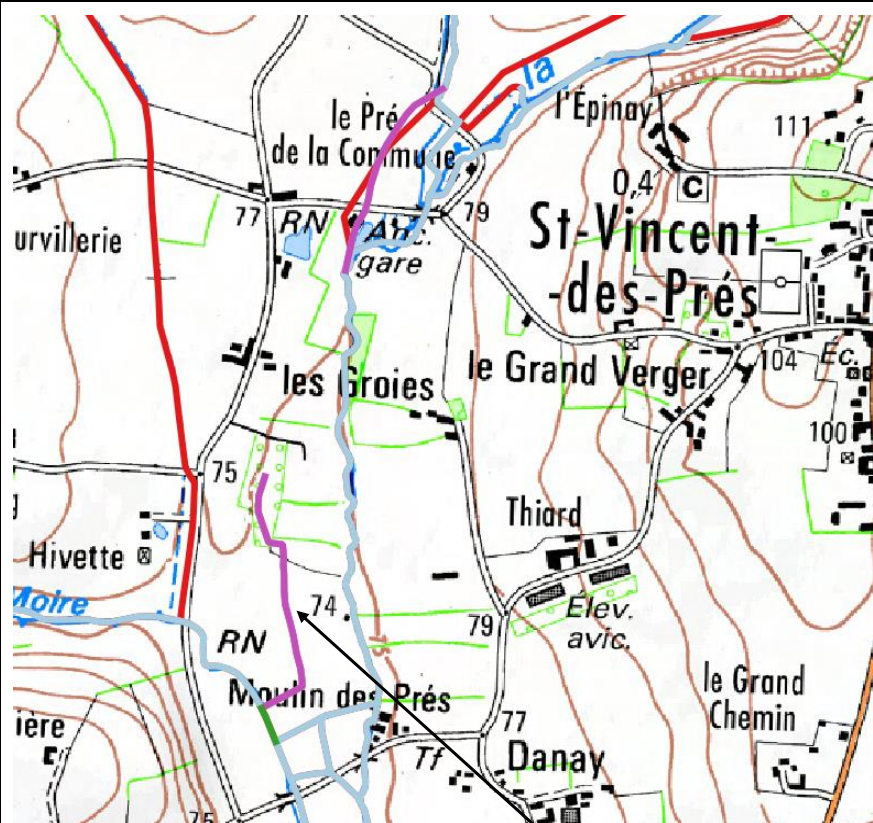 la
l'Épinay
111
le Pré
de la Commune
0,4
C
77
RN
Anc.
gare
79
St-Vincent-
-des-Prés
urvillerie
les Groies
le Grand Verger
104
Éc.
100
75
Thiard
Hivette
Moire
74
79
Élev.
avic.
RN
75
Moulin des Prés
le Grand
Chemin
ière
77
Tf
Danay